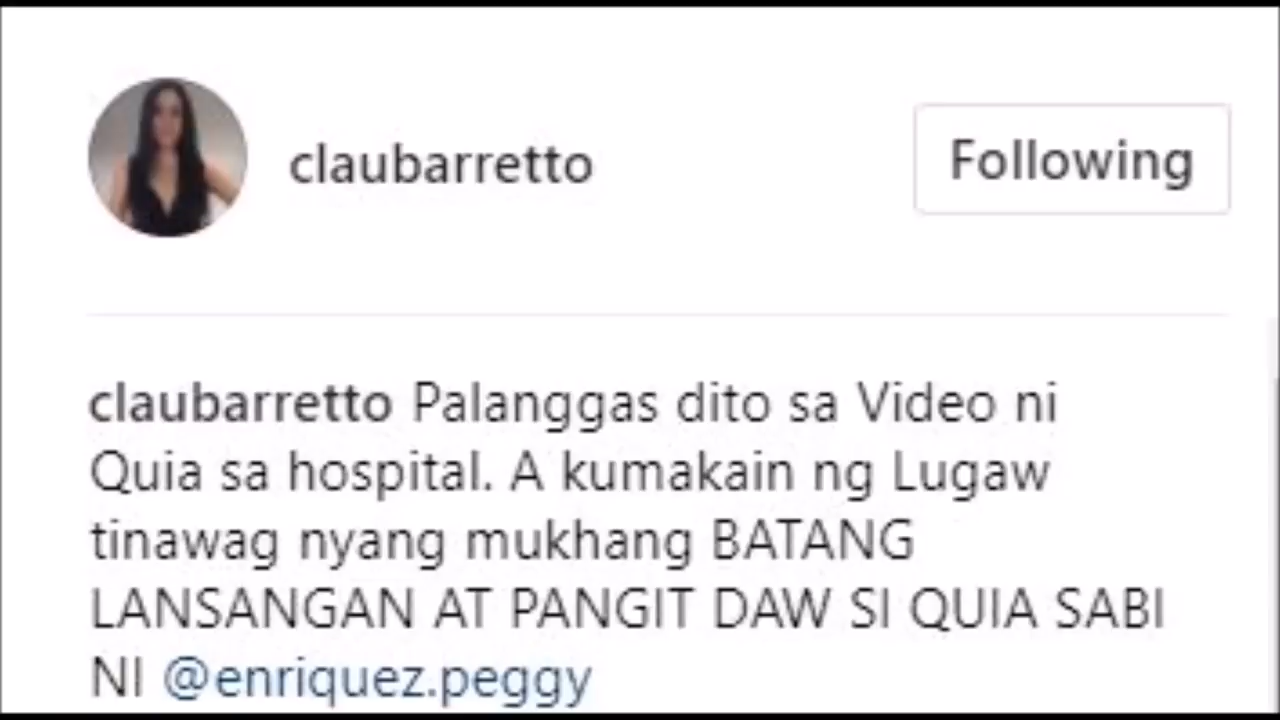 claubarretto
Following
claubarretto Palanggas dito sa Video ni
Quia sa hospital. A kumakain ng Lugaw
tinawag nyang mukhang BATANG
LANSANGAN AT PANGIT DAW SI QUIA SABI
NI @enriquez.peggy